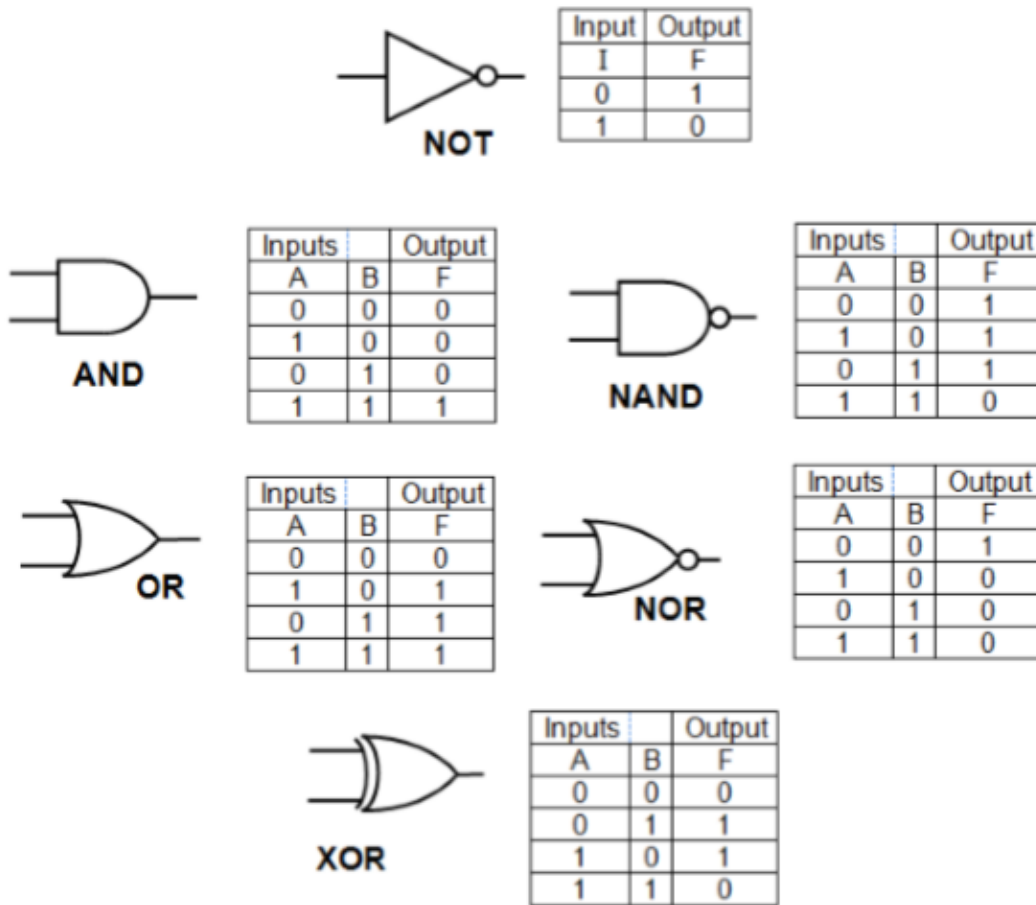 Input Output
I F
0 1
1 0
NOT
Inputs Output
A B F
0 0 0
1 0 0
0 1 0
1 1 1
AND
Inputs Output
A B F
0 0 1
1 0 1
0 1 1
1 1 0
NAND
Inputs Output
A B F
0 0 0
1 0 1
0 1 1
1 1 1
OR
Inputs Output
A B F
0 0 1
1 0 0
0 1 0
1 1 0
NOR
Inputs Output
A B F
0 0 0
0 1 1
1 0 1
1 1 0
XOR